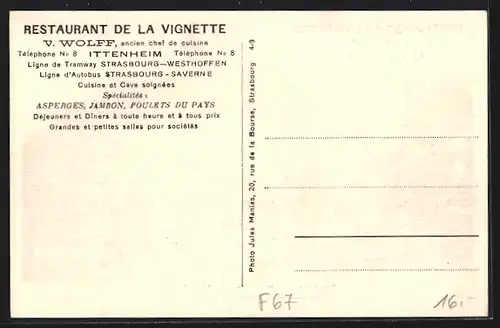 RESTAURANT DE LA VIGNETTE
V. WOLFF, ancien chef de cuisine
Téléphone No 8 ITTENHEIM Téléphone No 8
Ligne de Tramway STRASBOURG—WESTHOFFEN
Ligne d'Autobus STRASBOURG - SAVERNE
Cuisine et Cave soignées
Spécialités :
ASPERGES, JAMBON, POULETS DU PAYS
Déjeuners et Dîners à toute heure et à tous prix
Grandes et petites salles pour sociétés
Photo Jules Manias, 20, rue de la Bourse, Strasbourg 4-9
F67
16.-